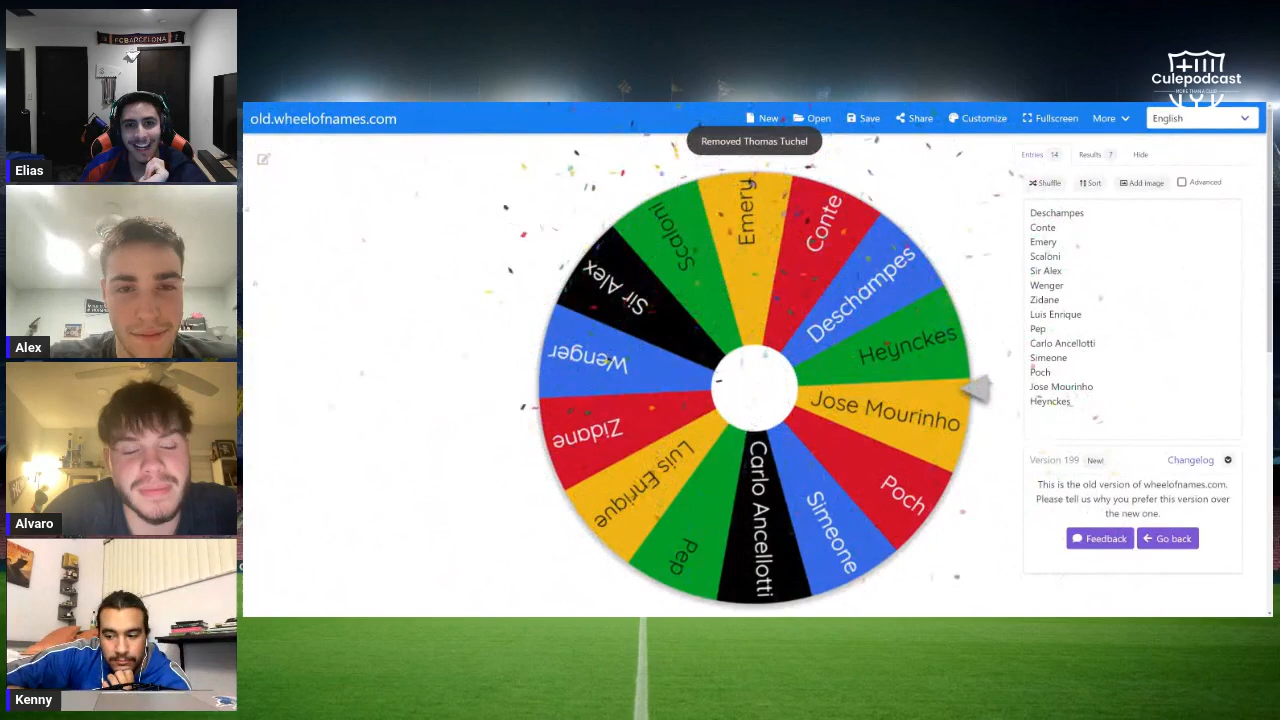 FCBARCELONA
Elias
Alex
Alvaro
Kenny
Culepodcast
MORE THAN A CLUB
old.wheelofnames.com
New
Open
Save
Share
Customize
Fullscreen
More
English
Removed Thomas Tuchel
Emery
Conte
Deschampes
Heynckes
Jose Mourinho
Poch
Simeone
Carlo Ancellotti
Pep
Luis Enrique
Zidane
Wenger
Sir Alex
Scaloni
Entries 14
Results 7
Hide
Shuffle
Sort
Add image
Advanced
Deschampes
Conte
Emery
Scaloni
Sir Alex
Wenger
Zidane
Luis Enrique
Pep
Carlo Ancellotti
Simeone
Poch
Jose Mourinho
Heynckes
Version 199 New!
Changelog
This is the old version of wheelofnames.com.
Please tell us why you prefer this version over
the new one.
Feedback
Go back